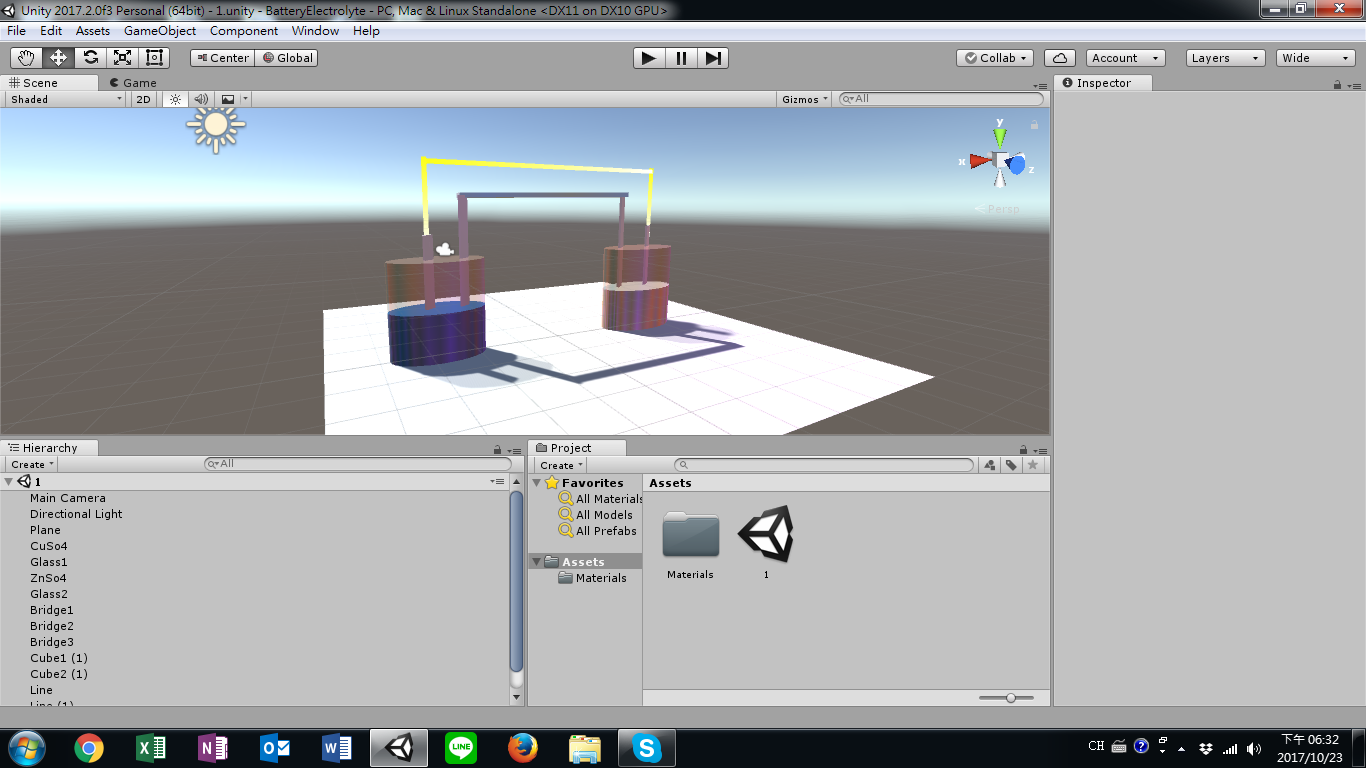 Unity 2017.2.0f3 Personal (64bit) - 1.unity - BatteryElectrolyte - PC, Mac & Linux Standalone <DX11 on DX10 GPU>
File Edit Assets GameObject Component Window Help
Center Global Collab Account Layers Wide
Scene Game Inspector
Shaded 2D Gizmos All
y
x z
Persp
Hierarchy
Create All
1
Main Camera
Directional Light
Plane
CuSo4
Glass1
ZnSo4
Glass2
Bridge1
Bridge2
Bridge3
Cube1 (1)
Cube2 (1)
Line
Line (1)
Project
Create
Favorites
All Materials
All Models
All Prefabs
Assets
Materials
Assets
Materials 1
LINE
CH
下午 06:32
2017/10/23